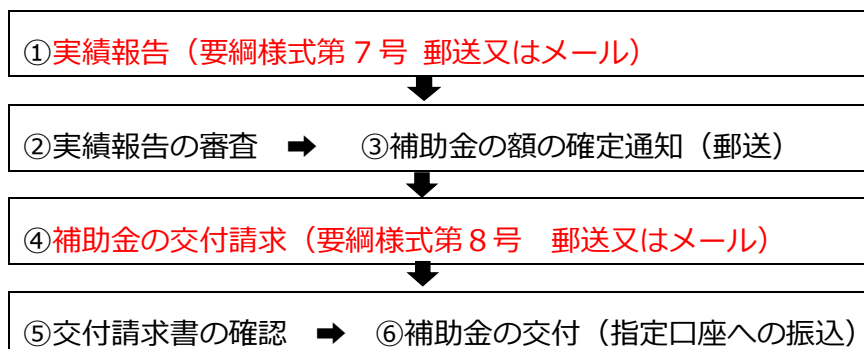 ①実績報告（要綱様式第７号 郵送又はメール）
②実績報告の審査 ➡ ③補助金の額の確定通知（郵送）
④補助金の交付請求（要綱様式第８号　郵送又はメール）
⑤交付請求書の確認 ➡ ⑥補助金の交付（指定口座への振込）